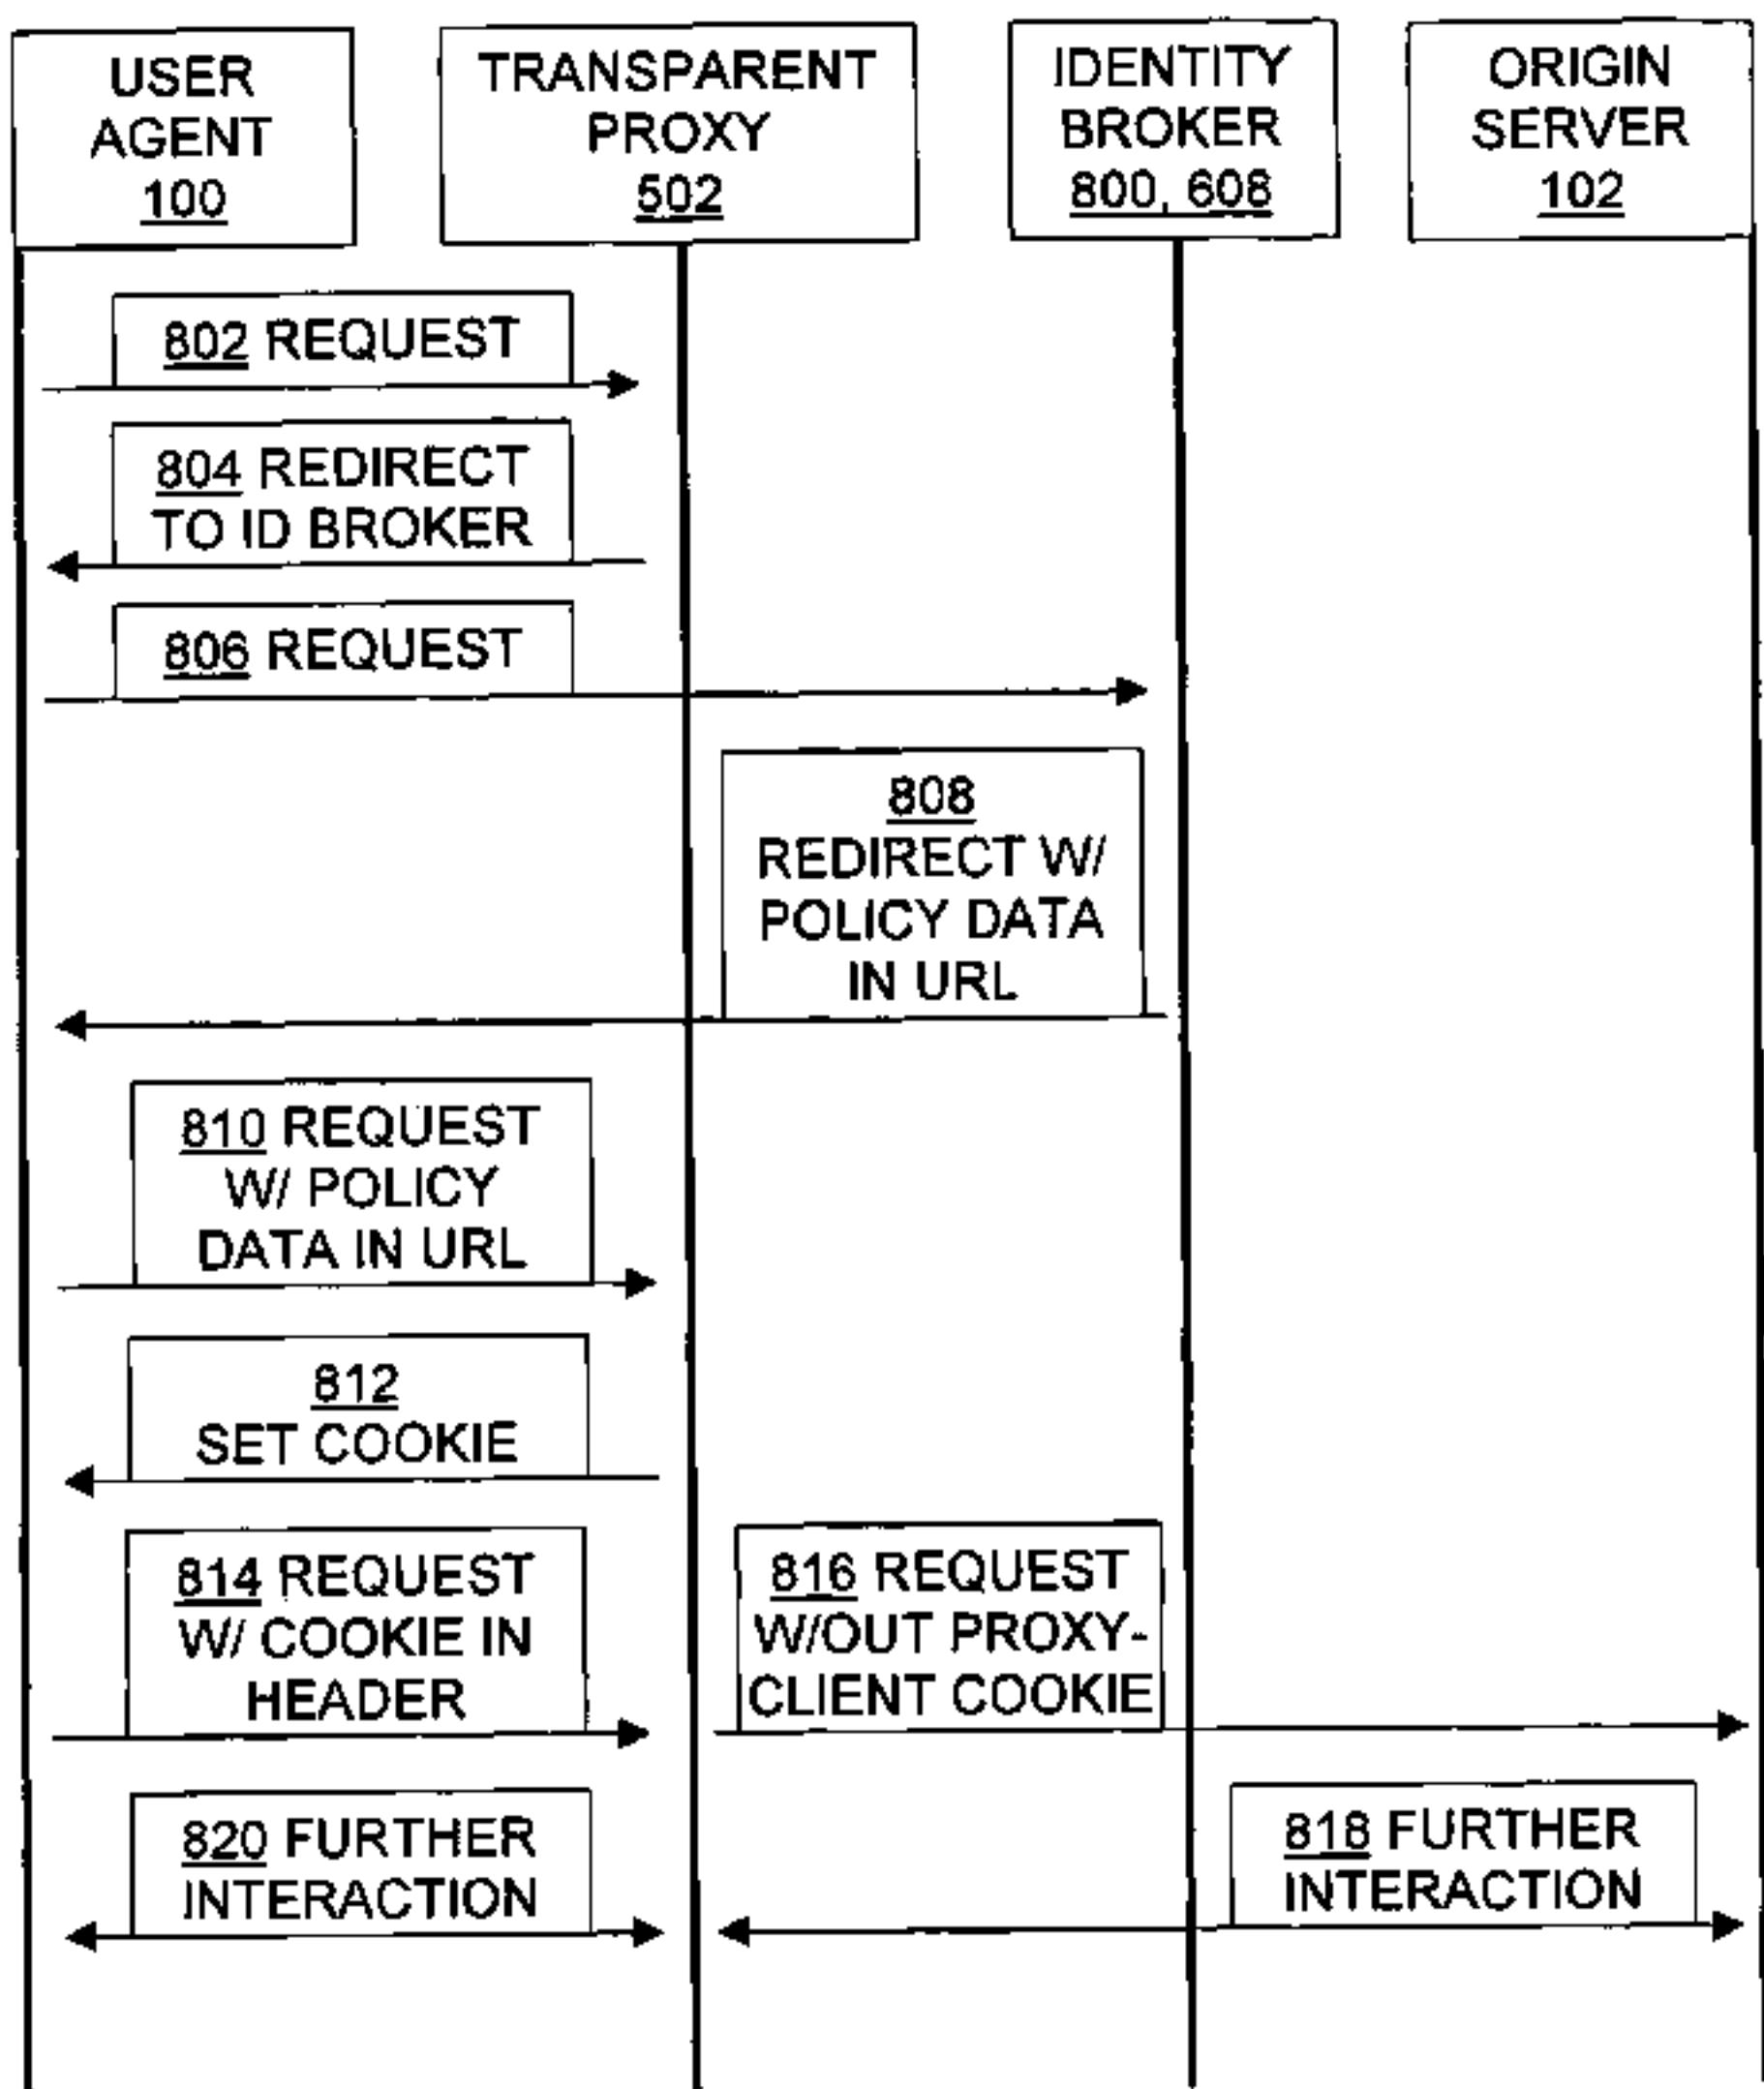 USER
AGENT
100
TRANSPARENT
PROXY
502
IDENTITY
BROKER
800, 608
ORIGIN
SERVER
102
802 REQUEST
804 REDIRECT
TO ID BROKER
806 REQUEST
808
REDIRECT W/
POLICY DATA
IN URL
810 REQUEST
W/ POLICY
DATA IN URL
812
SET COOKIE
814 REQUEST
W/ COOKIE IN
HEADER
816 REQUEST
W/OUT PROXY-
CLIENT COOKIE
820 FURTHER
INTERACTION
818 FURTHER
INTERACTION